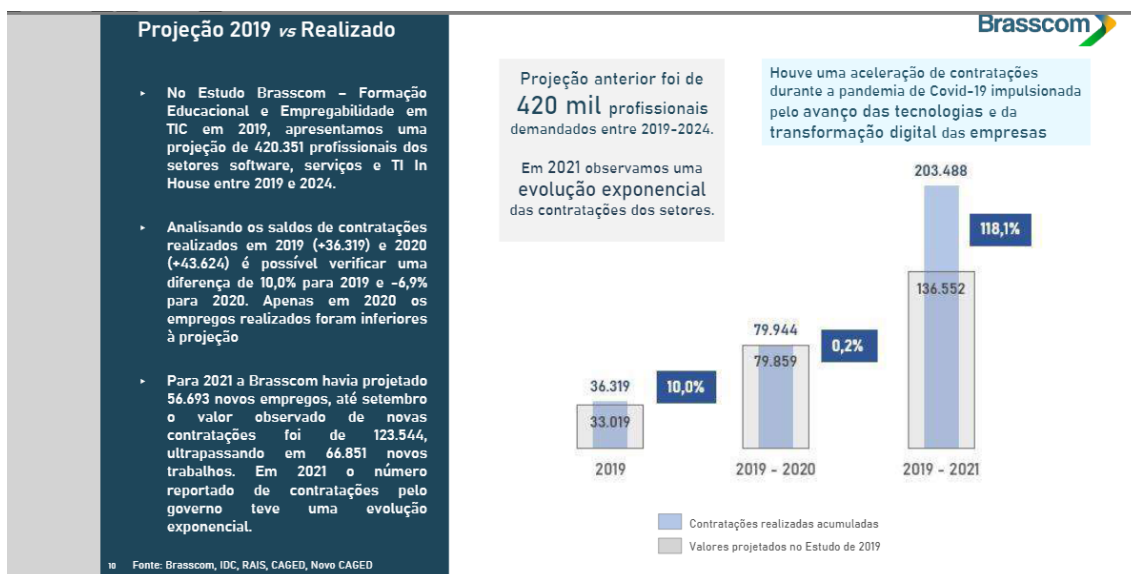 Projeção 2019 vs Realizado
Brasscom
▸ No Estudo Brasscom – Formação
Educacional e Empregabilidade em
TIC em 2019, apresentamos uma
projeção de 420.351 profissionais dos
setores software, serviços e TI In
House entre 2019 e 2024.
▸ Analisando os saldos de contratações
realizados em 2019 (+36.319) e 2020
(+43.624) é possível verificar uma
diferença de 10,0% para 2019 e -6,9%
para 2020. Apenas em 2020 os
empregos realizados foram inferiores
à projeção
▸ Para 2021 a Brasscom havia projetado
56.693 novos empregos, até setembro
o valor observado de novas
contratações foi de 123.544,
ultrapassando em 66.851 novos
trabalhos. Em 2021 o número
reportado de contratações pelo
governo teve uma evolução
exponencial.
10 Fonte: Brasscom, IDC, RAIS, CAGED, Novo CAGED
Projeção anterior foi de
420 mil profissionais
demandados entre 2019-2024.
Em 2021 observamos uma
evolução exponencial
das contratações dos setores.
Houve uma aceleração de contratações
durante a pandemia de Covid-19 impulsionada
pelo avanço das tecnologias e da
transformação digital das empresas
203.488
118,1%
136.552
79.944
0,2%
79.859
36.319
10,0%
33.019
2019
2019 - 2020
2019 - 2021
Contratações realizadas acumuladas
Valores projetados no Estudo de 2019